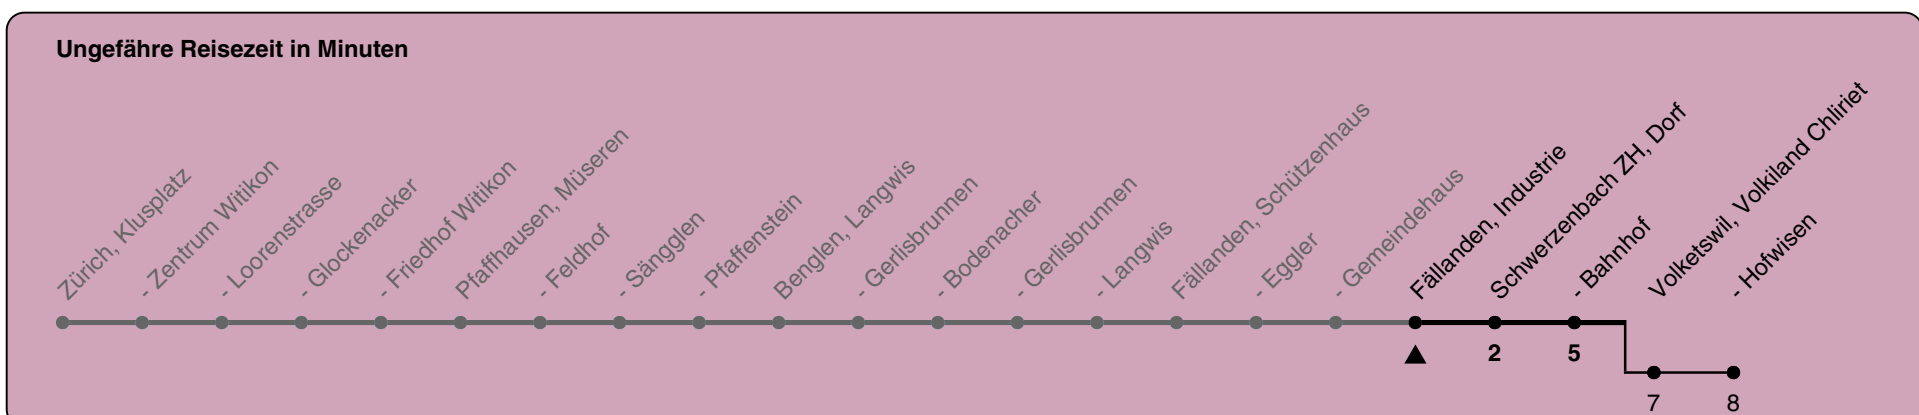 Ungefähre Reisezeit in Minuten
Zürich, Klusplatz
- Zentrum Witikon
- Loorenstrasse
- Glockenacker
- Friedhof Witikon
Pfaffhausen, Müseren
- Feldhof
- Sängglen
- Pfaffenstein
Benglen, Langwis
- Gerlisbrunnen
- Bodenacher
- Gerlisbrunnen
- Langwis
Fällanden, Schützenhaus
- Eggler
- Gemeindehaus
Fällanden, Industrie
Schwerzenbach ZH, Dorf
- Bahnhof
Volketswil, Volkiland Chliriet
- Hofwisen
2
5
7
8